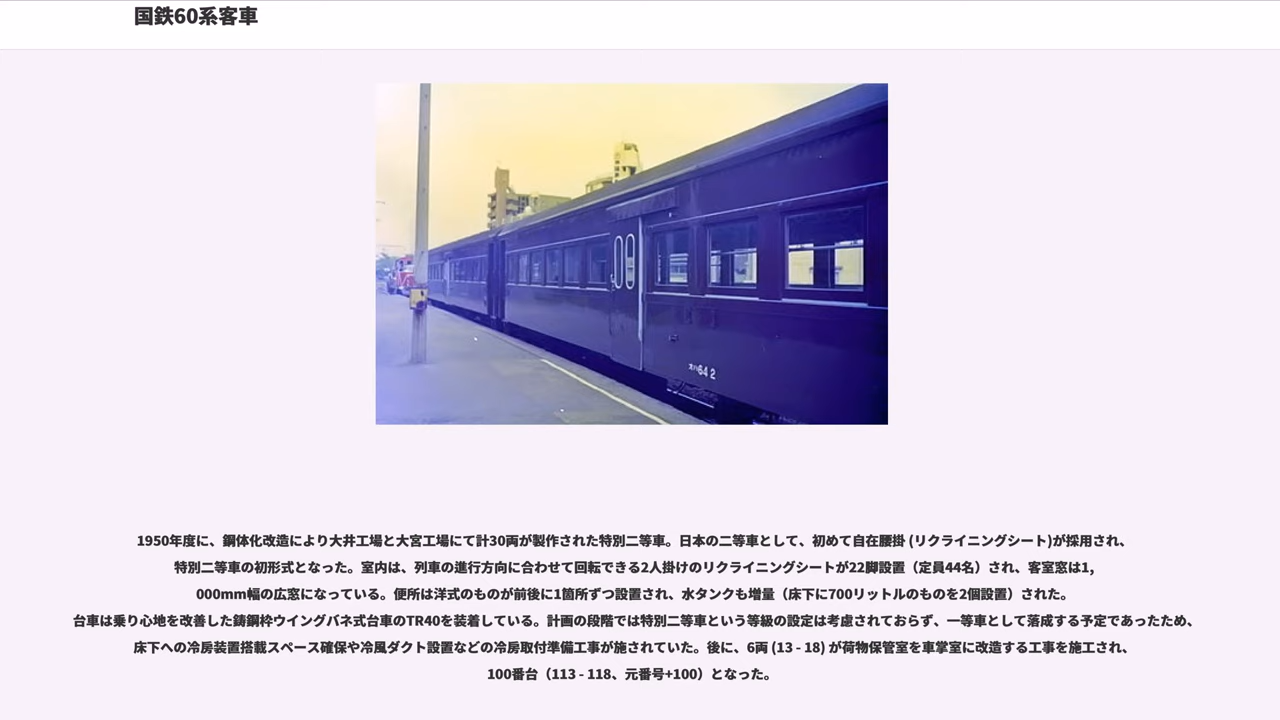 国鉄60系客車
オハ64 2
1950年度に、鋼体化改造により大井工場と大宮工場にて計30両が製作された特別二等車。日本の二等車として、初めて自在腰掛 (リクライニングシート)が採用され、
特別二等車の初形式となった。室内は、列車の進行方向に合わせて回転できる2人掛けのリクライニングシートが22脚設置（定員44名）され、客室窓は1,
000mm幅の広窓になっている。便所は洋式のものが前後に1箇所ずつ設置され、水タンクも増量（床下に700リットルのものを2個設置）された。
台車は乗り心地を改善した鋳鋼枠ウイングバネ式台車のTR40を装着している。計画の段階では特別二等車という等級の設定は考慮されておらず、一等車として落成する予定であったため、
床下への冷房装置搭載スペース確保や冷風ダクト設置などの冷房取付準備工事が施されていた。後に、6両 (13 - 18) が荷物保管室を車掌室に改造する工事を施工され、
100番台（113 - 118、元番号+100）となった。